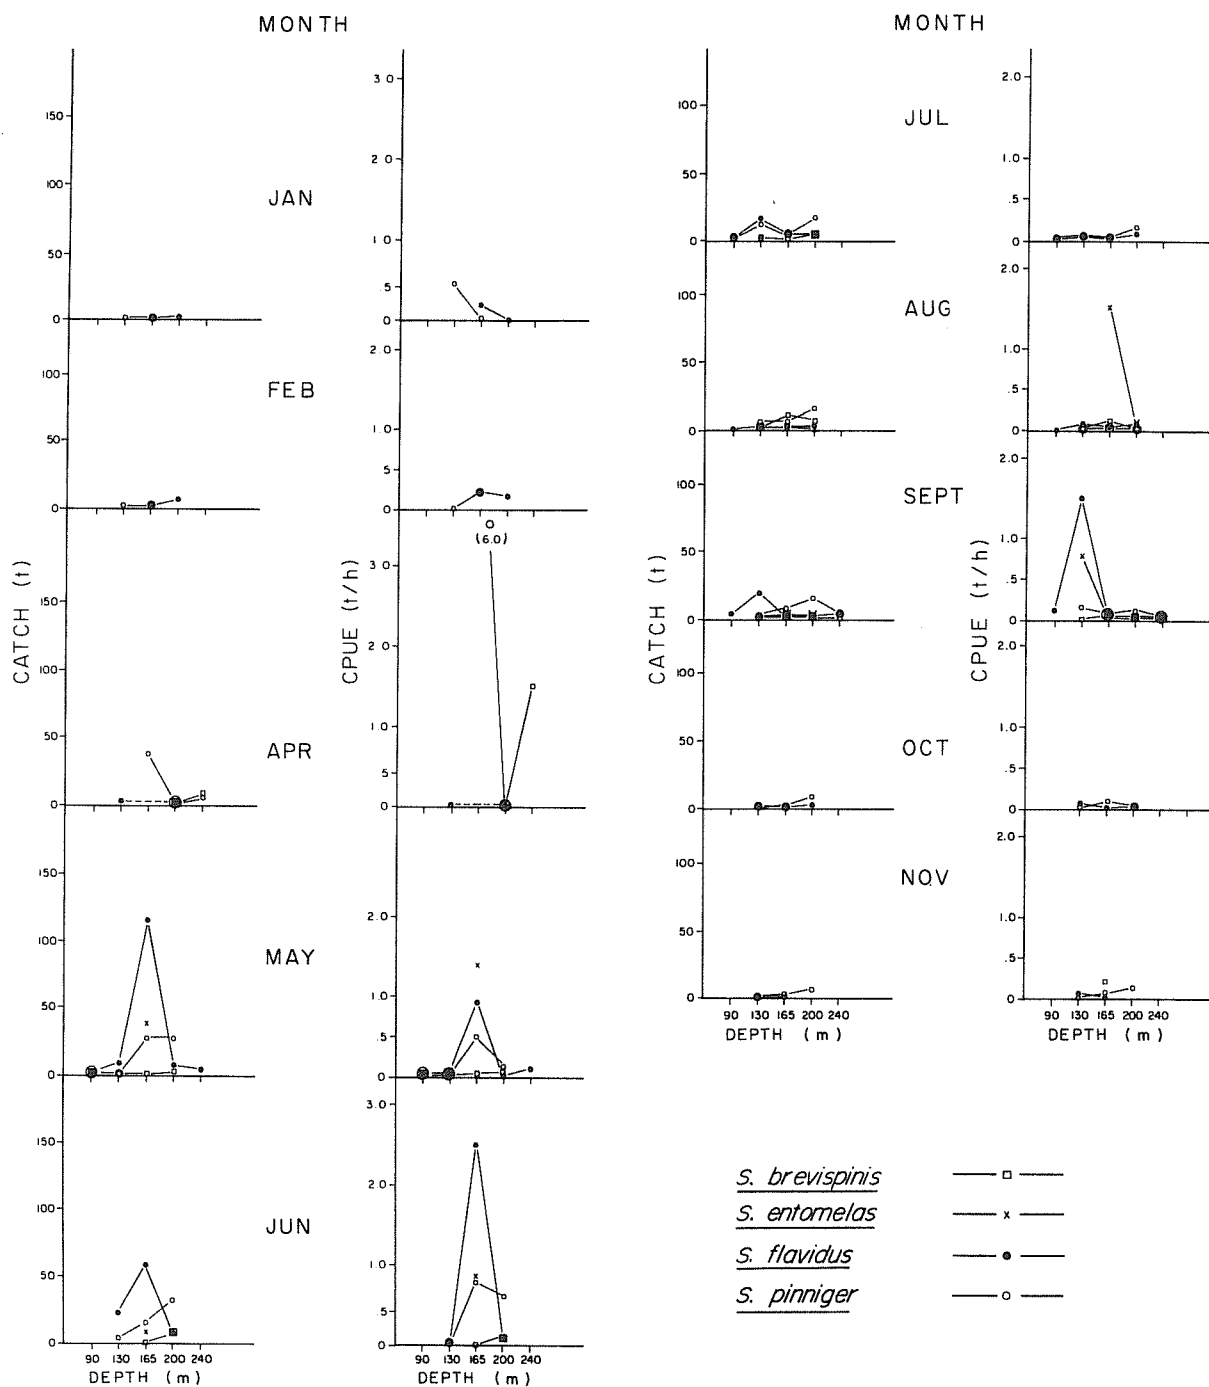 MONTH
150
100
50
0
JAN
3 0
2 0
1 0
5
0
100
50
0
FEB
2.0
1.0
.5
0
150
100
50
0
CATCH (t)
APR
(6.0)
3 0
2 0
1 0
5
0
CPUE (t/h)
150
100
50
0
MAY
2.0
1.0
.5
0
150
100
50
0
JUN
3.0
2.0
1.0
.5
0
90 130 165 200 240
DEPTH (m)
90 130 165 200 240
DEPTH (m)
MONTH
100
50
0
JUL
2.0
1.0
.5
0
100
50
0
AUG
2.0
1.0
.5
0
100
50
0
SEPT
2.0
1.0
.5
0
CATCH (t)
CPUE (t/h)
100
50
0
OCT
2.0
1.0
.5
0
100
0
NOV
2.0
1.0
.5
0
90 130 165 200 240
DEPTH (m)
90 130 165 200 240
DEPTH (m)
S. brevispinis
S. entomelas
S. flavidus
S. pinniger